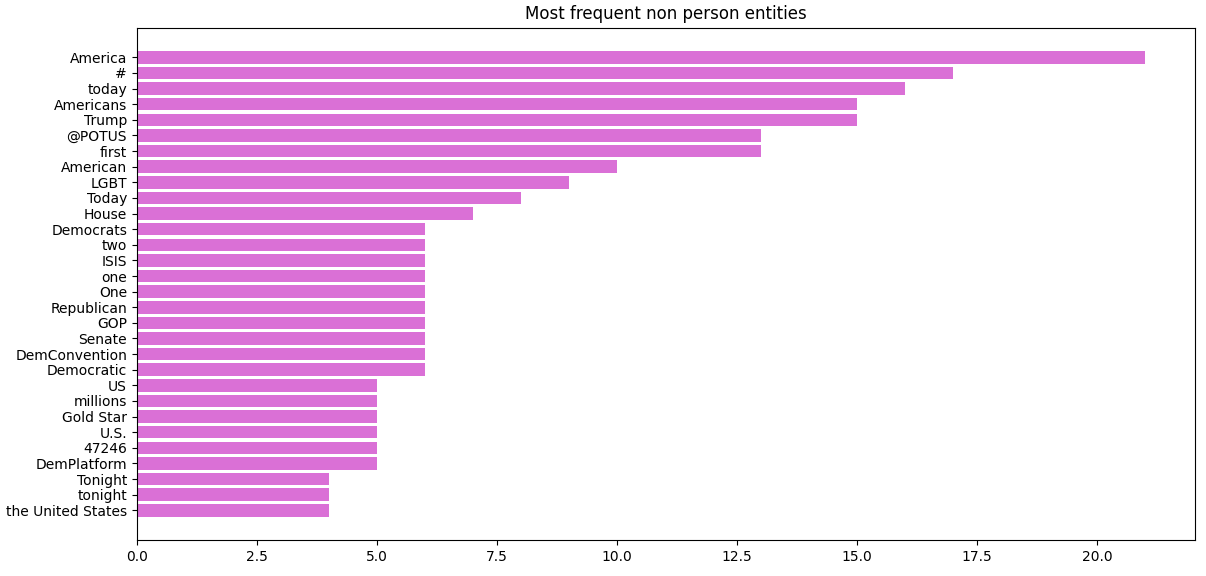 Most frequent non person entities
America
#
today
Americans
Trump
@POTUS
first
American
LGBT
Today
House
Democrats
two
ISIS
one
One
Republican
GOP
Senate
DemConvention
Democratic
US
millions
Gold Star
U.S.
47246
DemPlatform
Tonight
tonight
the United States
0.0 2.5 5.0 7.5 10.0 12.5 15.0 17.5 20.0